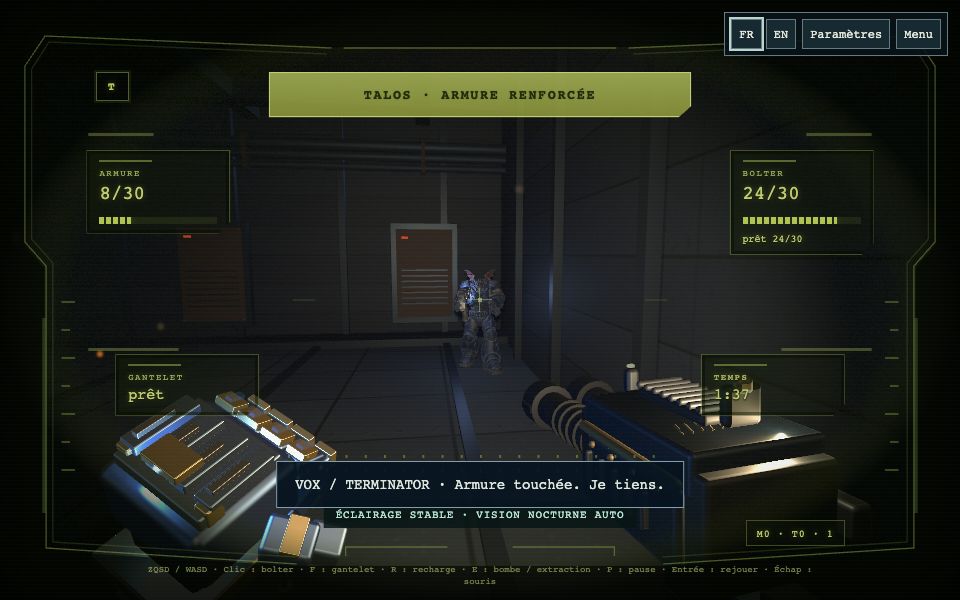 FR EN Paramètres Menu
T
TALOS · ARMURE RENFORCÉE
ARMURE
8/30
BOLTER
24/30
prêt 24/30
GANTELET
prêt
TEMPS
1:37
VOX / TERMINATOR · Armure touchée. Je tiens.
ÉCLAIRAGE STABLE · VISION NOCTURNE AUTO
M0 · T0 · 1
ZQSD / WASD · Clic : bolter · F : gantelet · R : recharge · E : bombe / extraction · P : pause · Entrée : rejouer · Échap :
souris